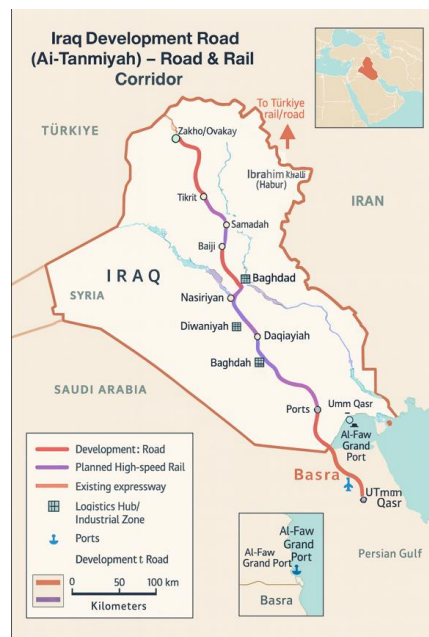 Iraq Development Road
(Ai-Tanmiyah) – Road & Rail
Corridor
To Türkiye
rail/road
TÜRKIYE
Zakho/Ovakay
Ibrahim Khalli
(Habur)
IRAN
Tikrit
Samadah
Baiji
IRAQ
Baghdad
SYRIA
Nasiriyan
Diwaniyah
Daqiayiah
Baghdah
SAUDI ARABIA
Ports
Umm Qasr
Al-Faw
Grand
Port
Basra
UTmm
Qasr
Persian Gulf
Development: Road
Planned High-speed Rail
Existing expressway
Logistics Hub/
Industrial Zone
Ports
Development t Road
0 50 100 km
Kilometers
Al-Faw
Grand
Port
Al-Faw
Grand Port
Basra